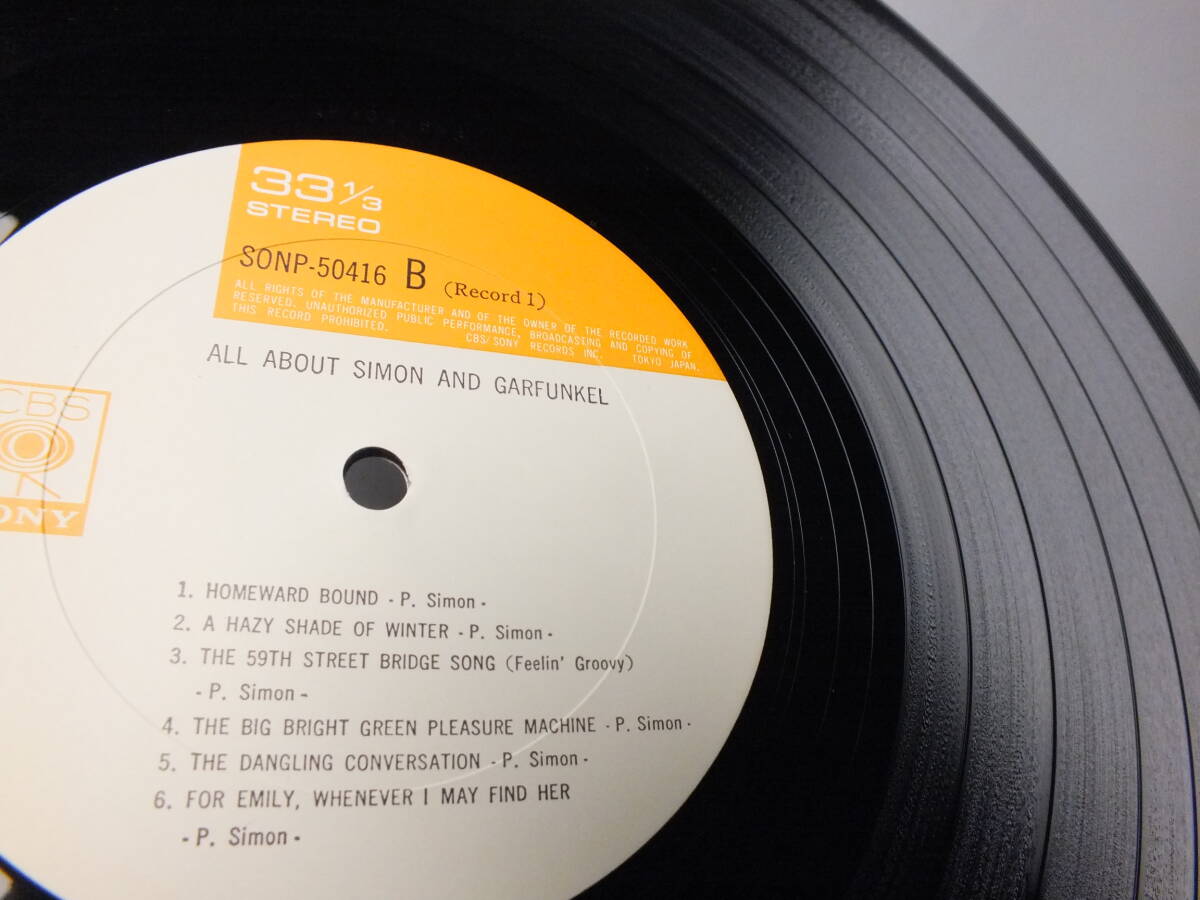 33 1/3
STEREO
SONP-50416 B (Record 1)
ALL RIGHTS OF THE MANUFACTURER AND OF THE OWNER OF THE RECORDED WORK
RESERVED. UNAUTHORIZED PUBLIC PERFORMANCE, BROADCASTING AND COPYING OF
THIS RECORD PROHIBITED. CBS/SONY RECORDS INC. TOKYO JAPAN.
ALL ABOUT SIMON AND GARFUNKEL
CBS
ONY
1. HOMEWARD BOUND - P. Simon -
2. A HAZY SHADE OF WINTER - P. Simon -
3. THE 59TH STREET BRIDGE SONG (Feelin' Groovy)
- P. Simon -
4. THE BIG BRIGHT GREEN PLEASURE MACHINE - P. Simon -
5. THE DANGLING CONVERSATION - P. Simon -
6. FOR EMILY, WHENEVER I MAY FIND HER
- P. Simon -